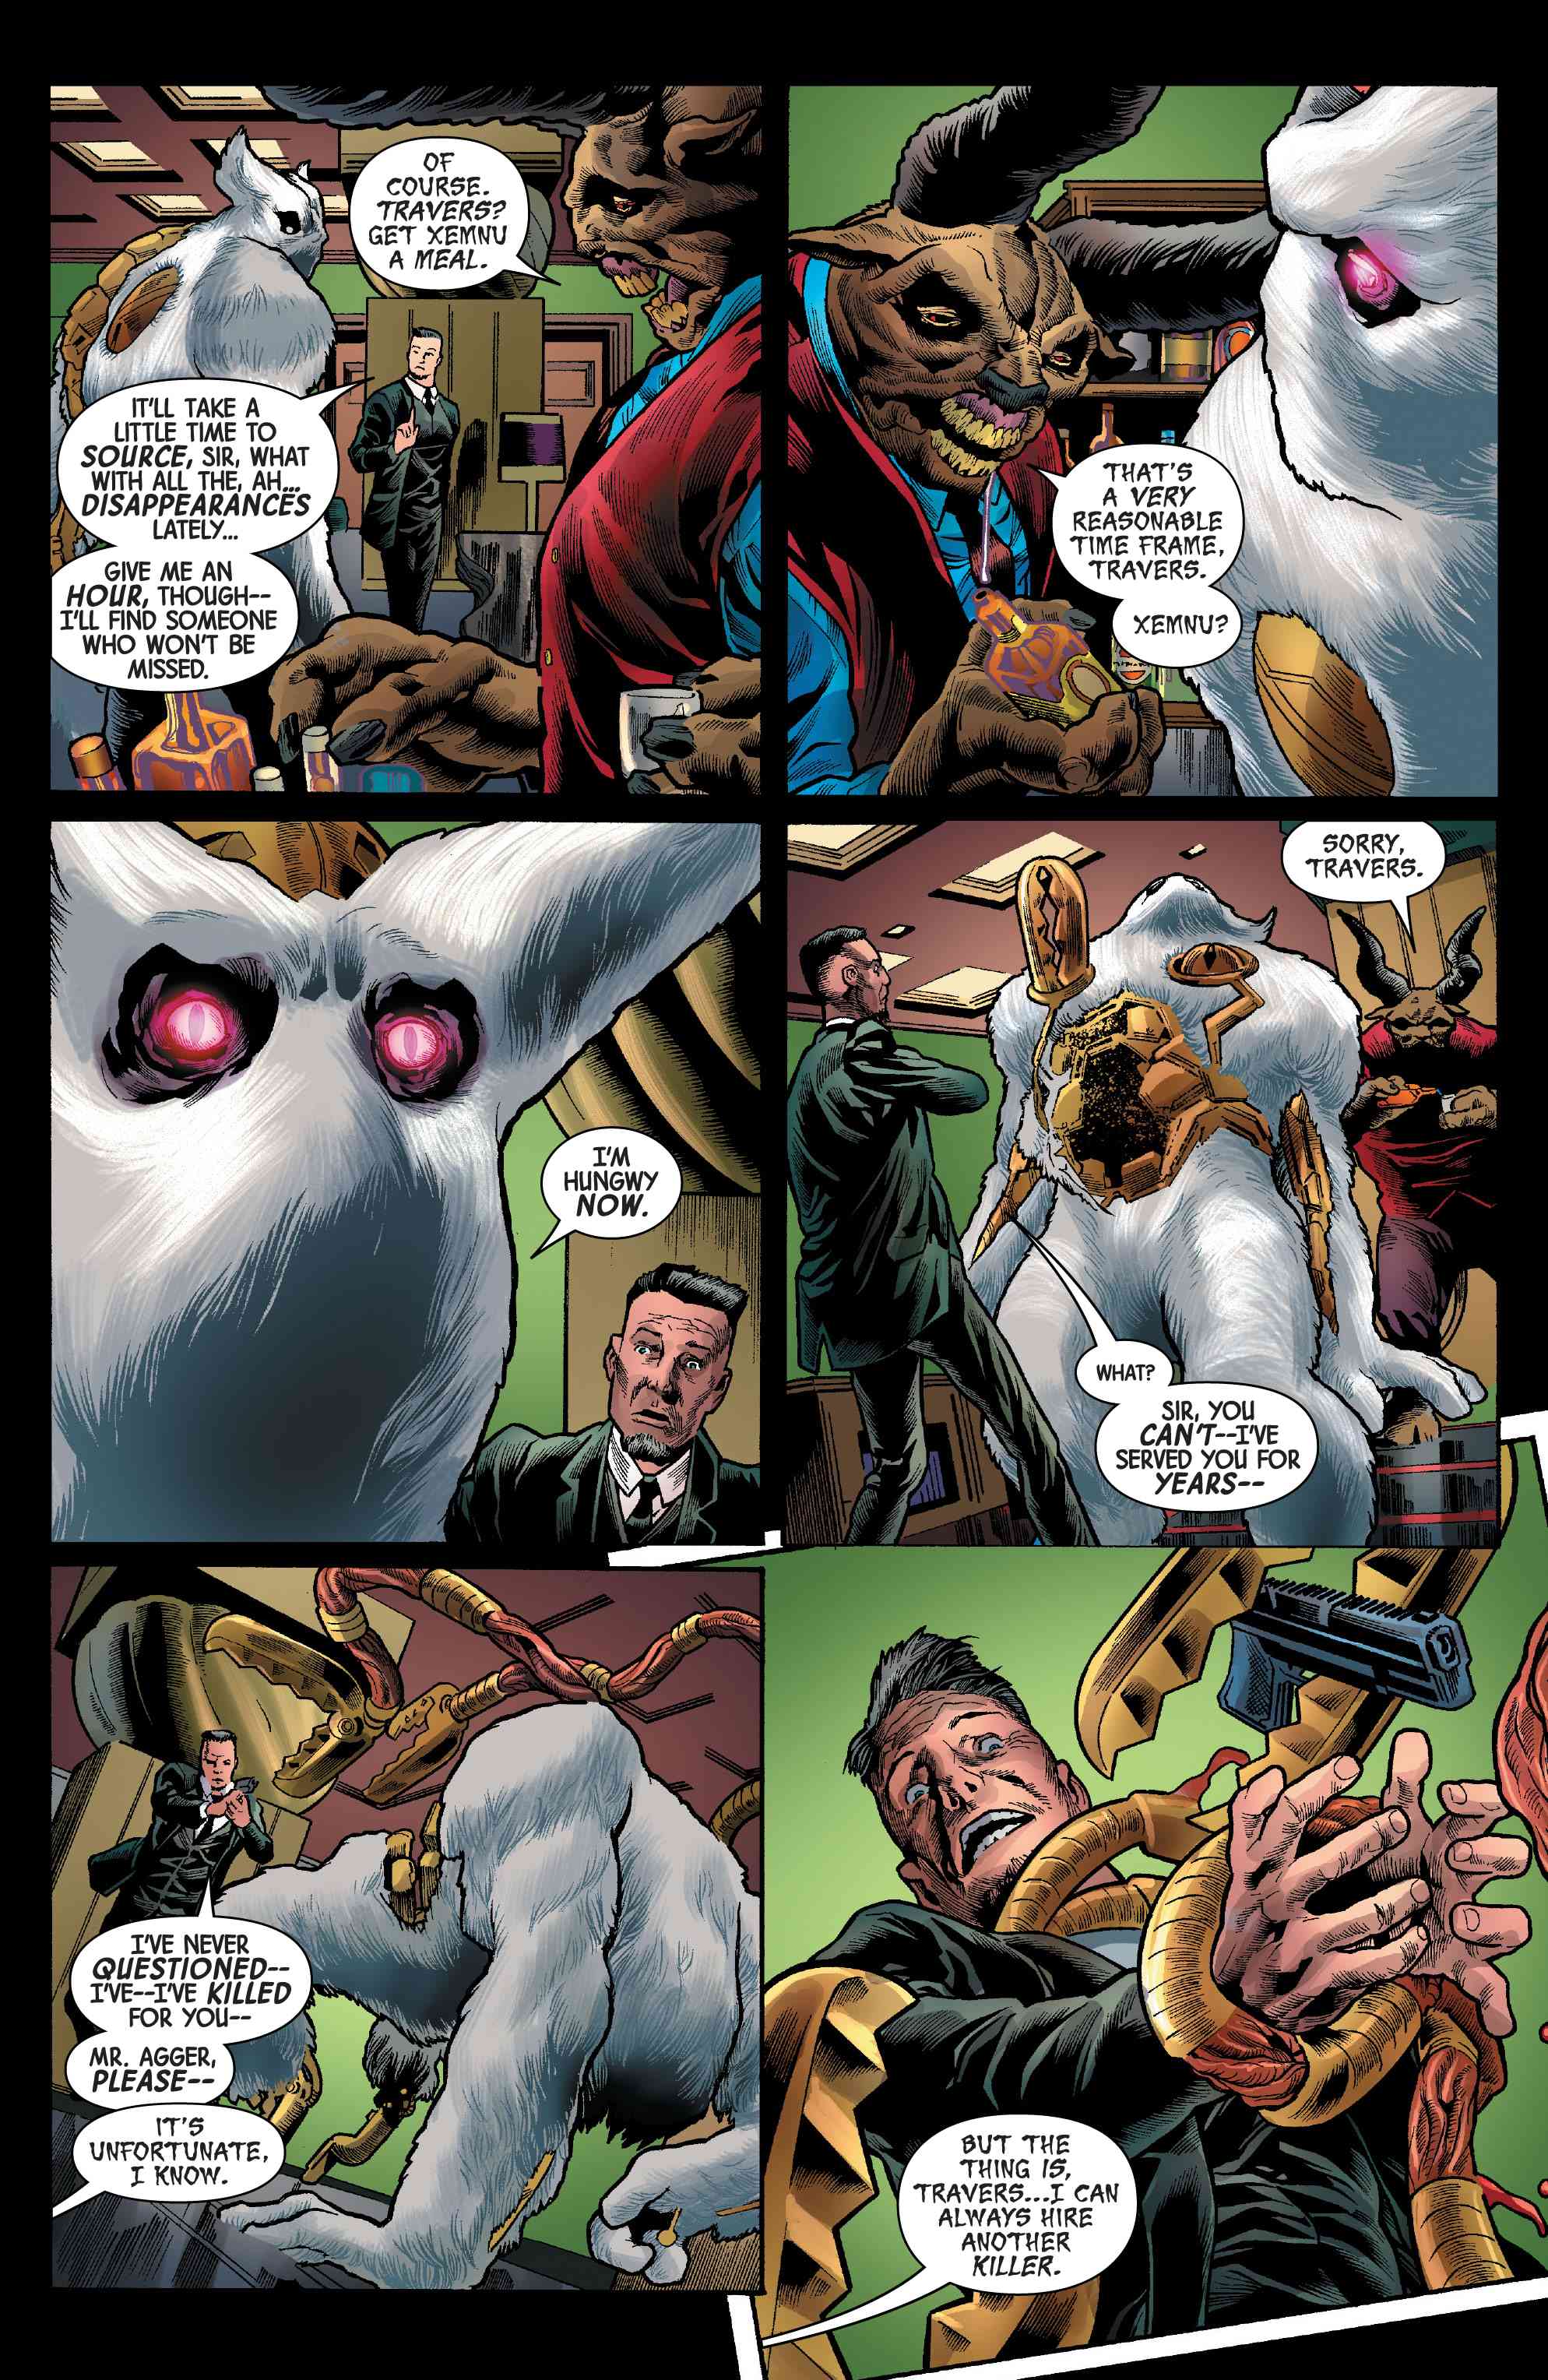 OF
COURSE.
TRAVERS?
GET XEMNU
A MEAL.
IT'LL TAKE A
LITTLE TIME TO
SOURCE, SIR, WHAT
WITH ALL THE, AH...
DISAPPEARANCES
LATELY...
GIVE ME AN
HOUR, THOUGH--
I'LL FIND SOMEONE
WHO WON'T BE
MISSED.
THAT'S
A VERY
REASONABLE
TIME FRAME,
TRAVERS.
XEMNU?
I'M
HUNGWY
NOW.
SORRY,
TRAVERS.
WHAT?
SIR, YOU
CAN'T--I'VE
SERVED YOU FOR
YEARS--
I'VE NEVER
QUESTIONED--
I'VE--I'VE KILLED
FOR YOU--
MR. AGGER,
PLEASE--
IT'S
UNFORTUNATE,
I KNOW.
BUT THE
THING IS,
TRAVERS...I CAN
ALWAYS HIRE
ANOTHER
KILLER.